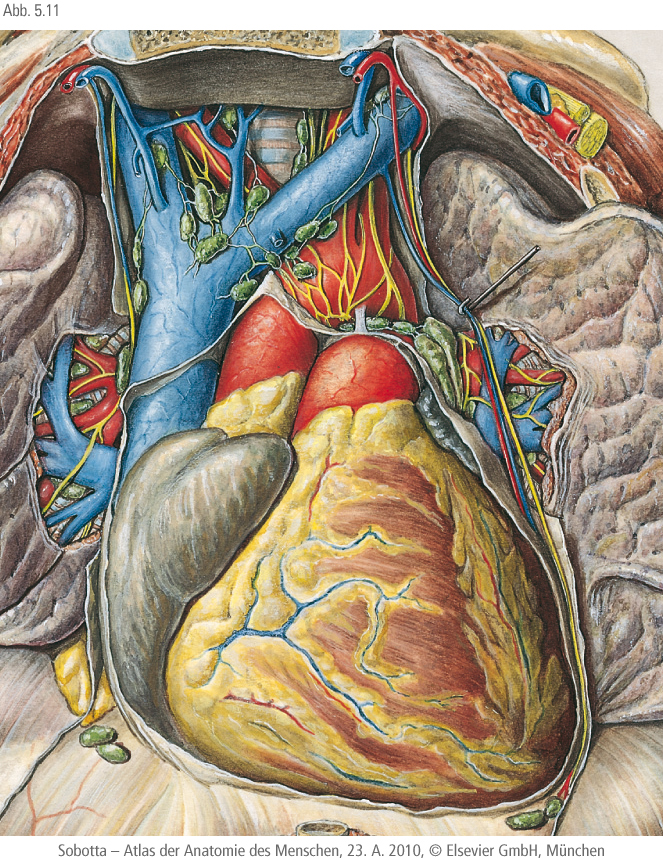 Abb. 5.11
Sobotta – Atlas der Anatomie des Menschen, 23. A. 2010, © Elsevier GmbH, München